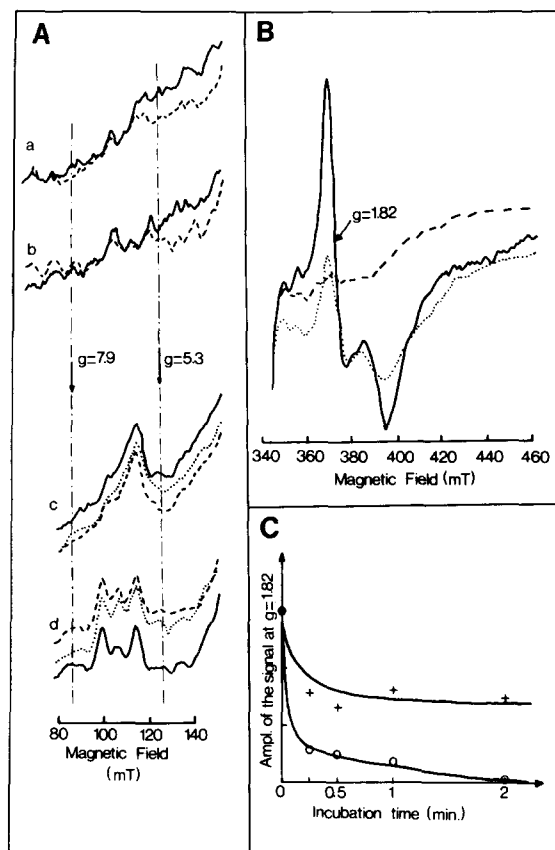 A
a
b
g=7.9
g=5.3
c
d
80 100 120 140
Magnetic Field
(mT)
B
g=1.82
340 360 380 400 420 440 460
Magnetic Field (mT)
C
Ampl. of the signal at g=1.82
0 0.5 1 2
Incubation time (min.)